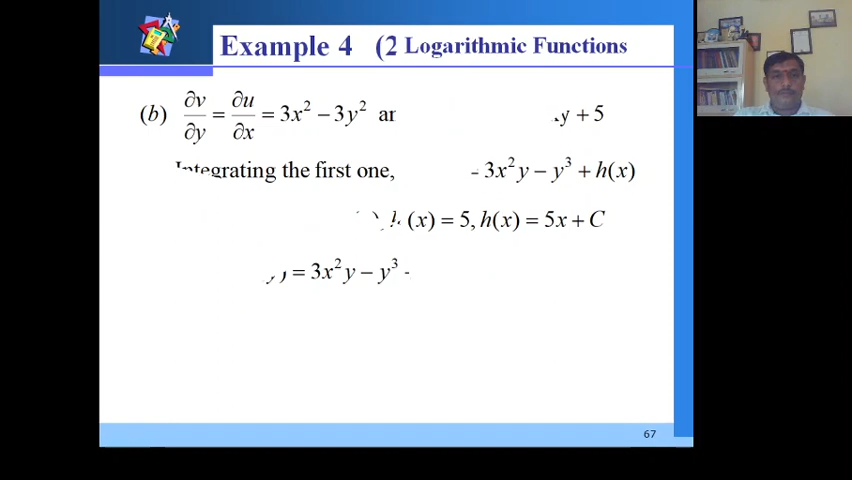 Example 4 (2 Logarithmic Functions
(b) ∂v/∂y = ∂u/∂x = 3x² − 3y² an y + 5
Integrating the first one, 3x²y − y³ + h(x)
(x) = 5, h(x) = 5x + C
= 3x²y − y³
67